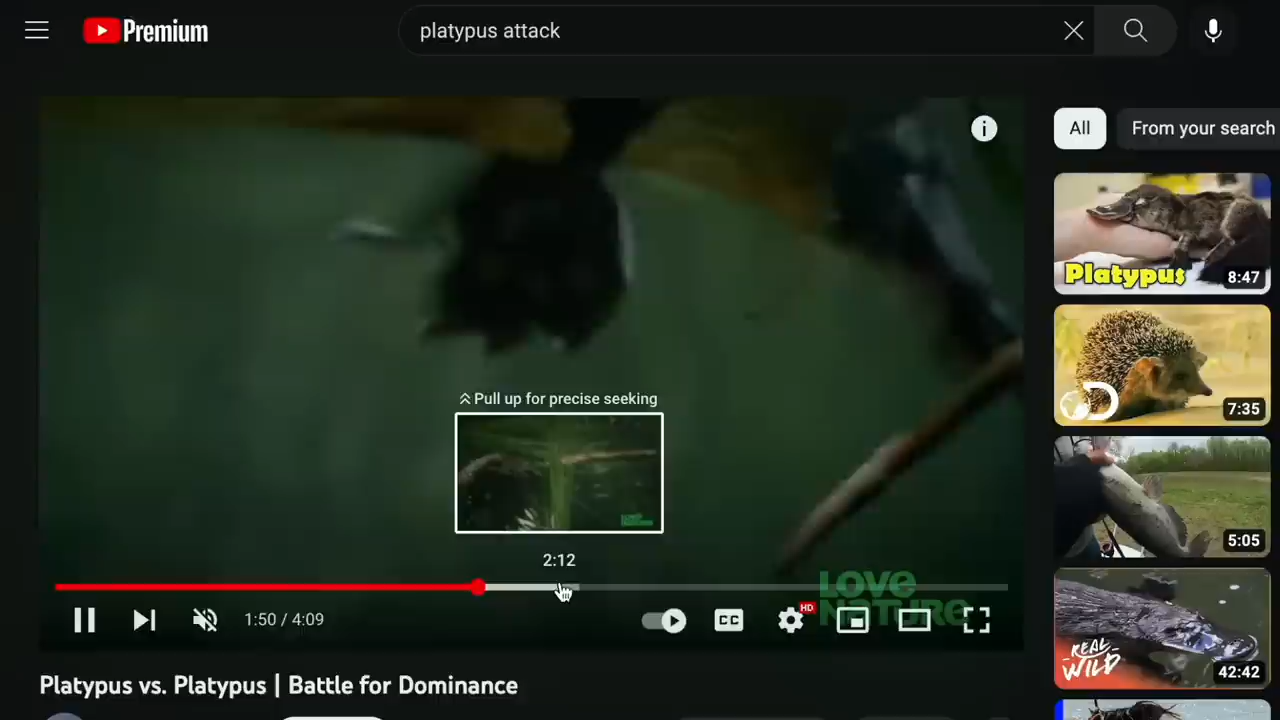 Premium
platypus attack
All
From your search
Platypus
8:47
7:35
Pull up for precise seeking
2:12
5:05
LOVE
NATURE
HD
CC
1:50 / 4:09
REAL
WILD
42:42
Platypus vs. Platypus | Battle for Dominance